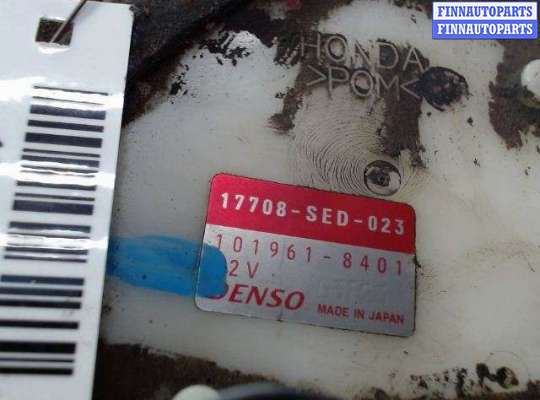 FINNAUTOPARTS
FINNAUTOPARTS
HONDA
>POM<
17708-SED-023
101961-8401
2V
DENSO
MADE IN JAPAN